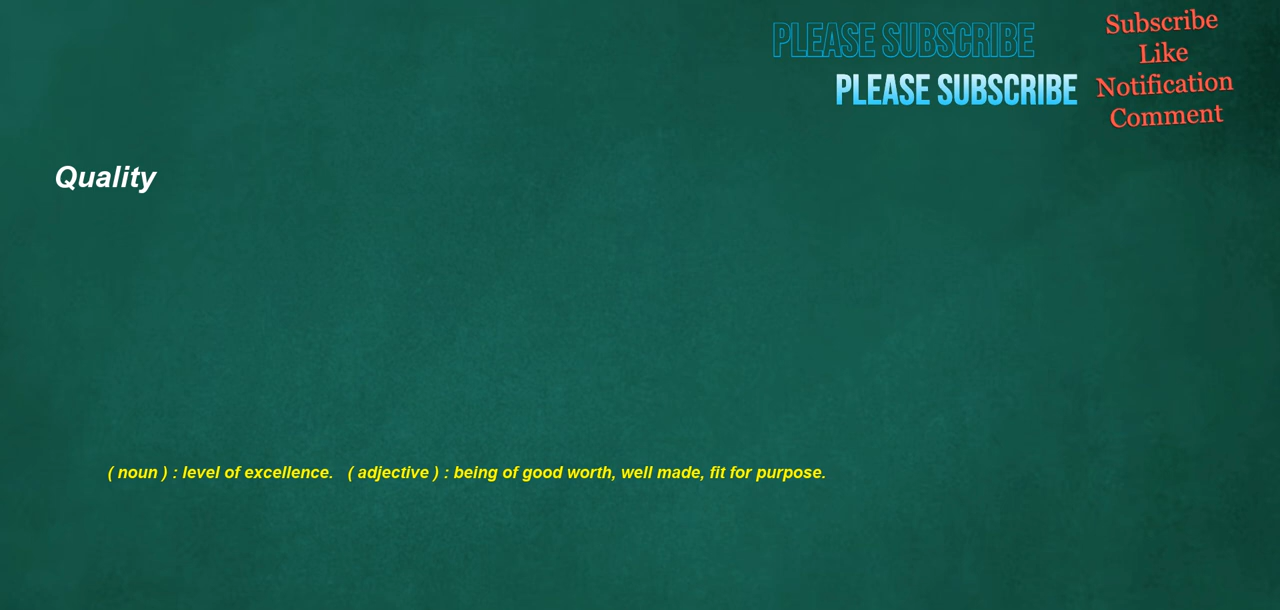 PLEASE SUBSCRIBE
PLEASE SUBSCRIBE
Subscribe
Like
Notification
Comment
Quality
( noun ) : level of excellence.   ( adjective ) : being of good worth, well made, fit for purpose.